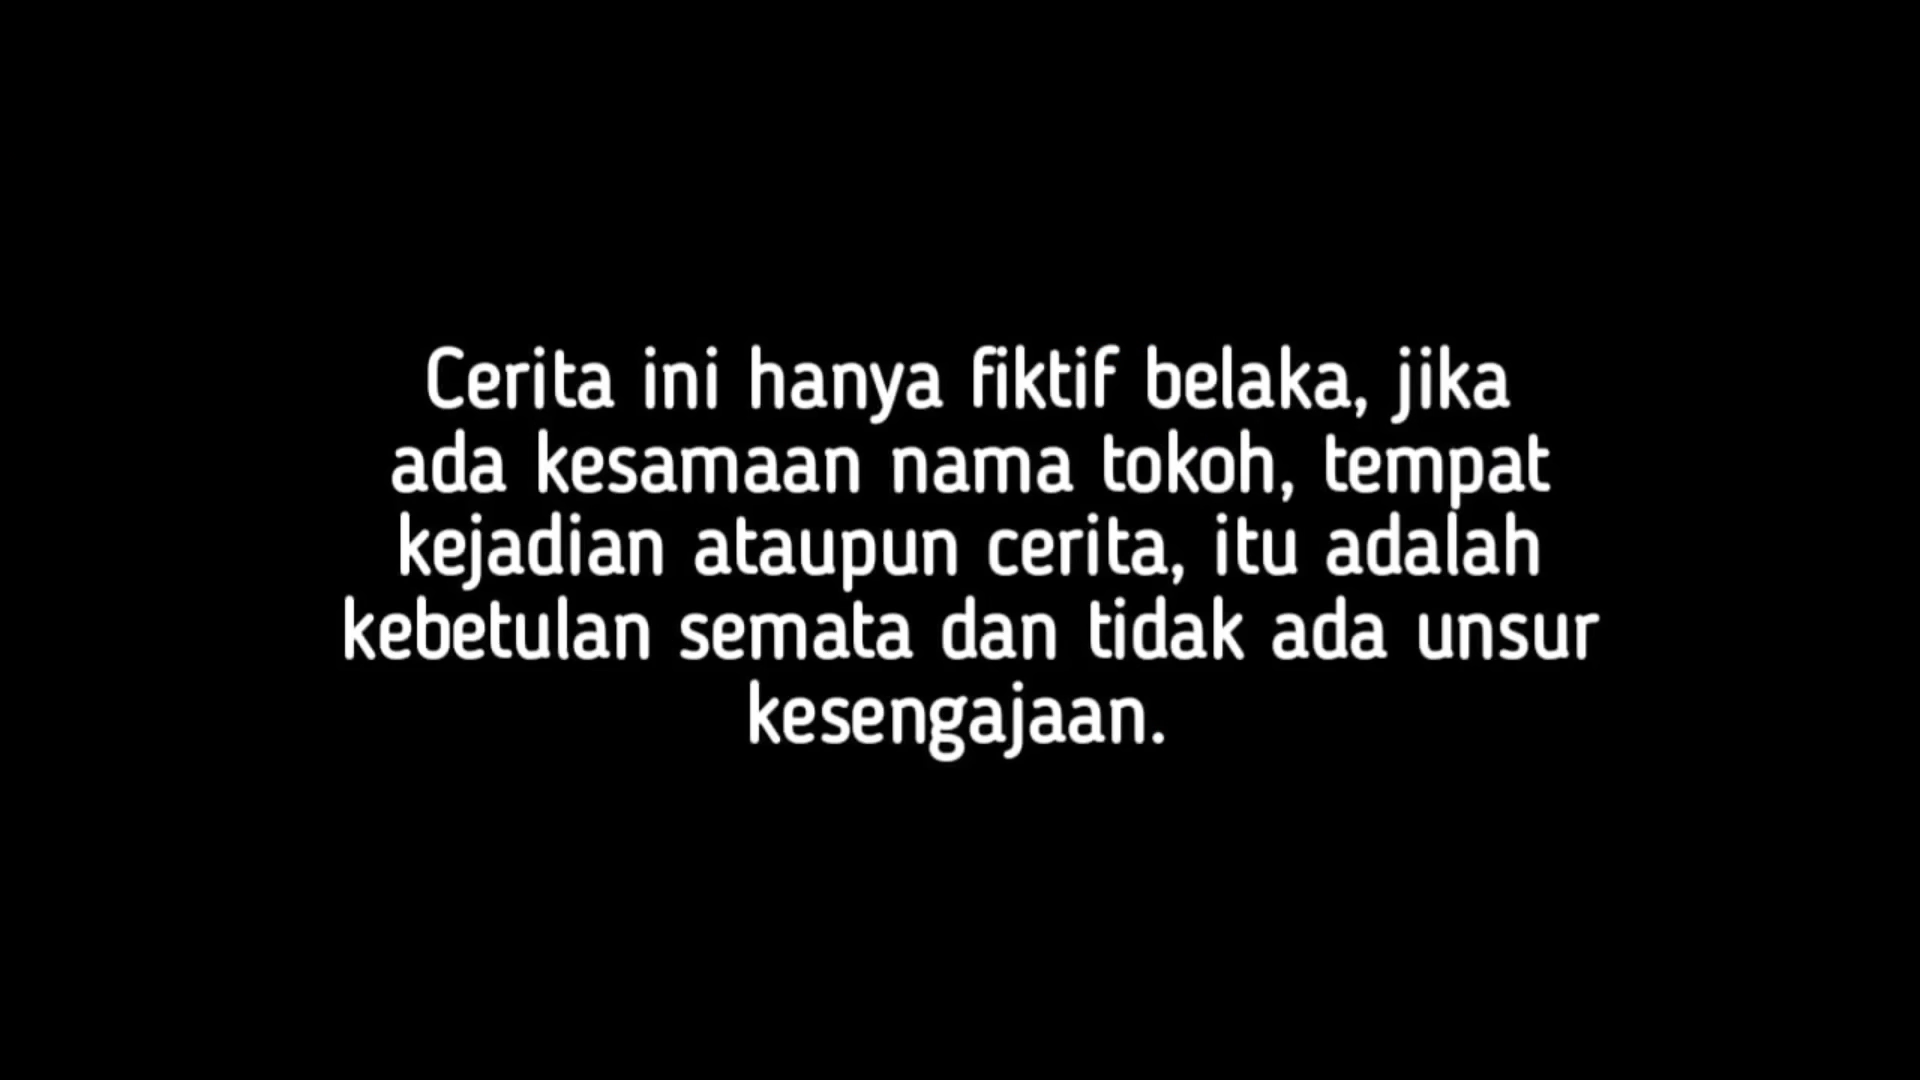 Cerita ini hanya fiktif belaka, jika
ada kesamaan nama tokoh, tempat
kejadian ataupun cerita, itu adalah
kebetulan semata dan tidak ada unsur
kesengajaan.